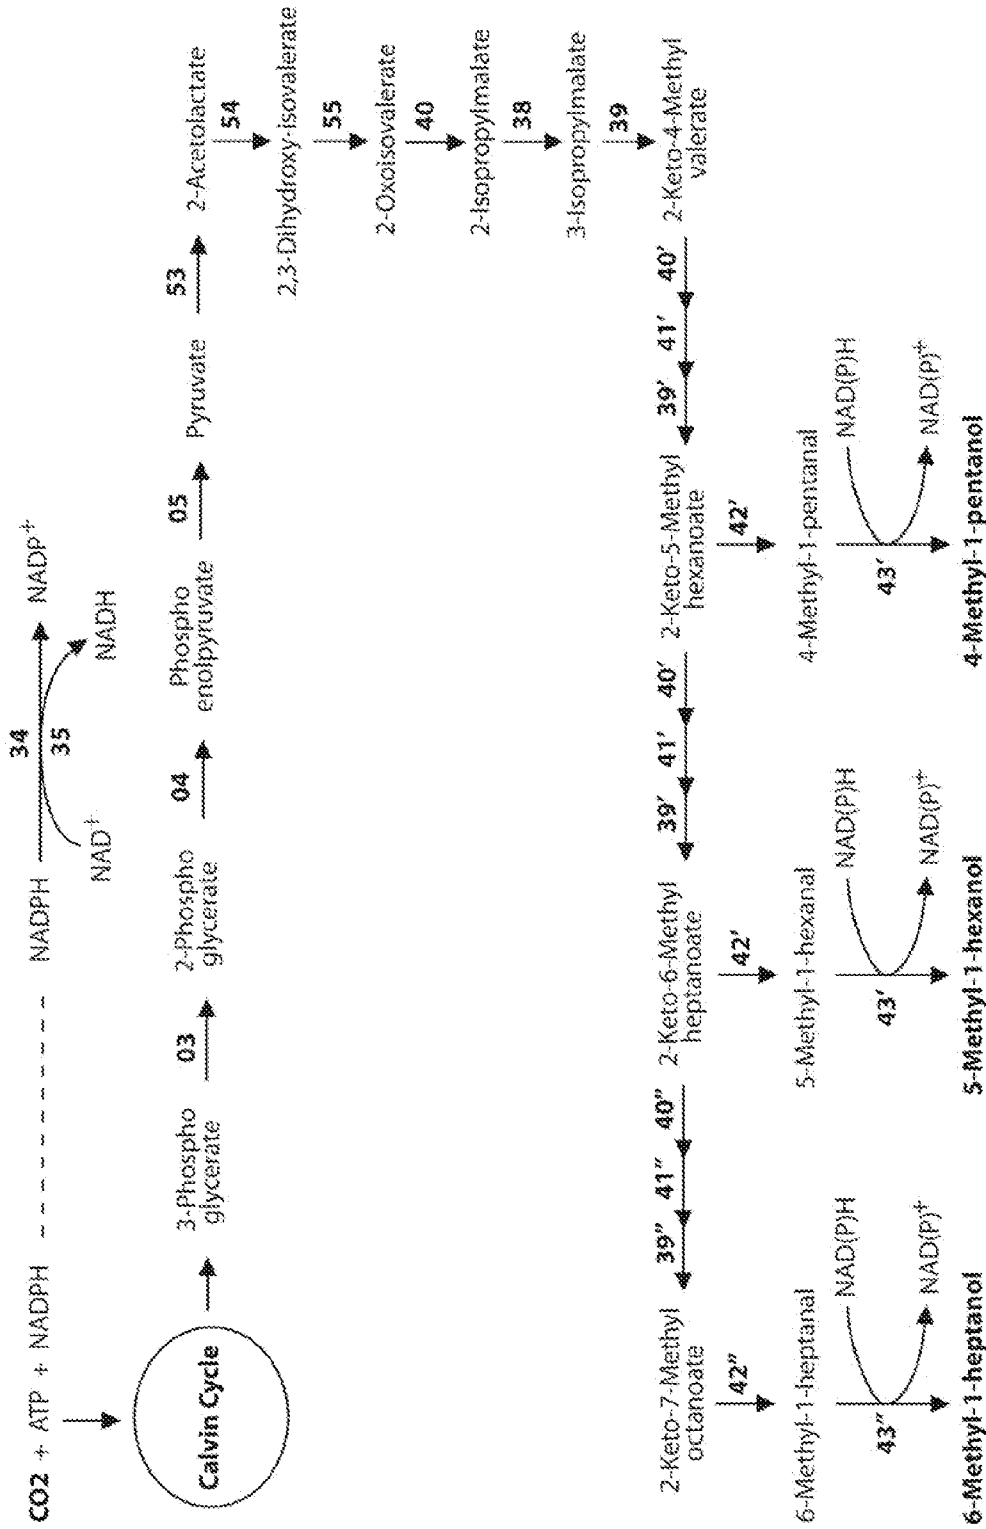 CO2 + ATP + NADPH
NADPH
NADP+
34
35
NAD+
NADH
Calvin Cycle
3-Phospho
glycerate
03
2-Phospho
glycerate
04
Phospho
enolpyruvate
05
Pyruvate
53
2-Acetolactate
54
2,3-Dihydroxy-isovalerate
55
2-Oxoisovalerate
40
2-Isopropylmalate
38
3-Isopropylmalate
39
2-Keto-4-Methyl
valerate
40′
41′
39′
2-Keto-5-Methyl
hexanoate
40′
41′
39′
2-Keto-6-Methyl
heptanoate
40″
41″
39″
2-Keto-7-Methyl
octanoate
42″
42′
42′
6-Methyl-1-heptanal
5-Methyl-1-hexanal
4-Methyl-1-pentanal
NAD(P)H
43″
NAD(P)+
NAD(P)H
43′
NAD(P)+
NAD(P)H
43′
NAD(P)+
6-Methyl-1-heptanol
5-Methyl-1-hexanol
4-Methyl-1-pentanol